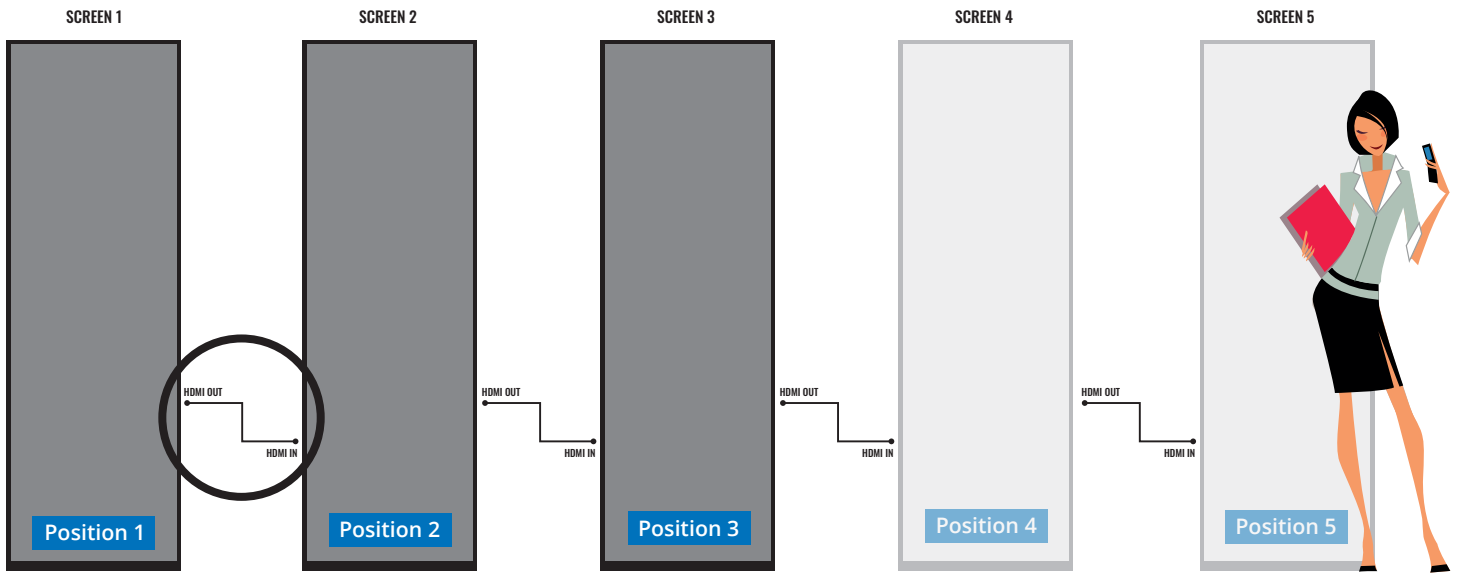 SCREEN 1
SCREEN 2
SCREEN 3
SCREEN 4
SCREEN 5
HDMI OUT
HDMI IN
HDMI OUT
HDMI IN
HDMI OUT
HDMI IN
HDMI OUT
HDMI IN
Position 1
Position 2
Position 3
Position 4
Position 5